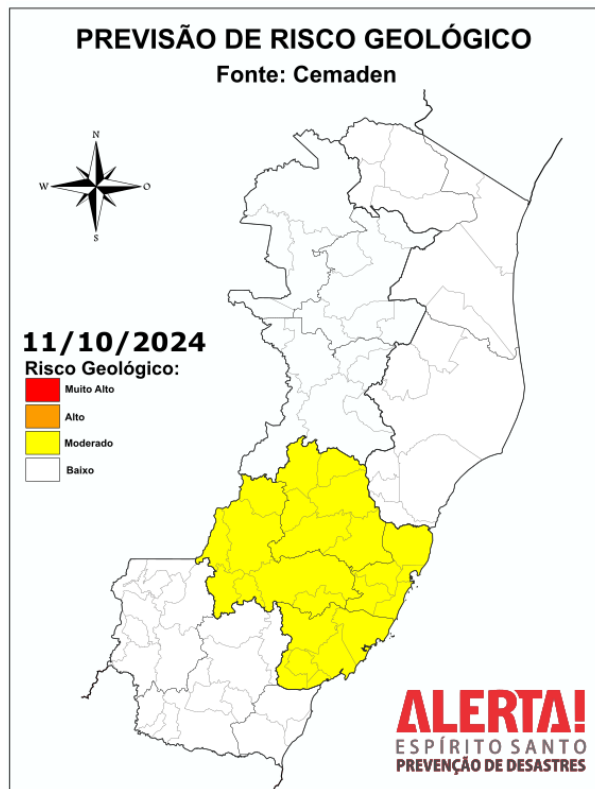 PREVISÃO DE RISCO GEOLÓGICO
Fonte: Cemaden
N
W
O
S
11/10/2024
Risco Geológico:
Muito Alto
Alto
Moderado
Baixo
ALERTA!
ESPÍRITO SANTO
PREVENÇÃO DE DESASTRES